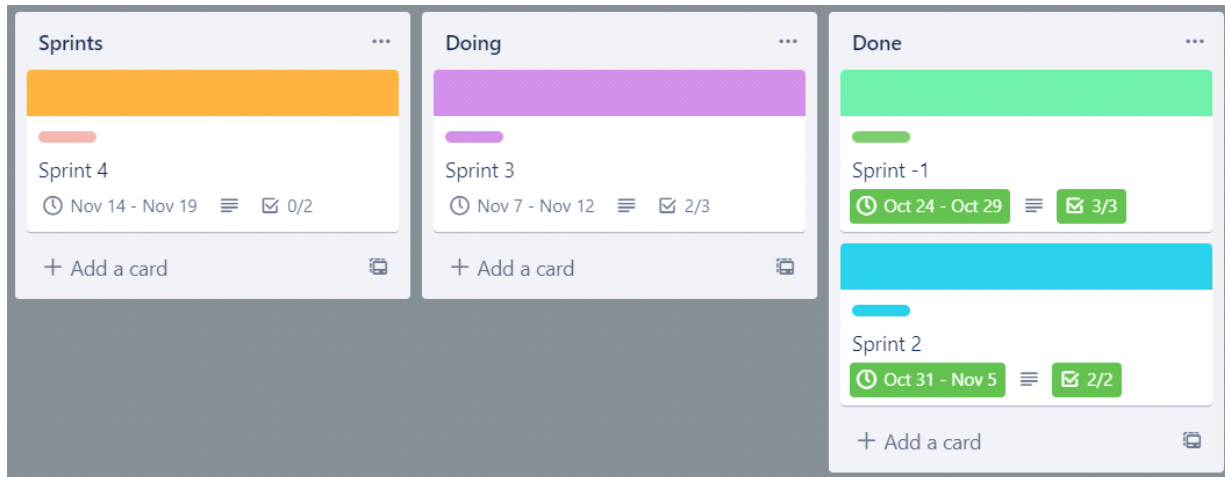 Sprints
Sprint 4
Nov 14 - Nov 19 0/2
+ Add a card
Doing
Sprint 3
Nov 7 - Nov 12 2/3
+ Add a card
Done
Sprint -1
Oct 24 - Oct 29 3/3
Sprint 2
Oct 31 - Nov 5 2/2
+ Add a card